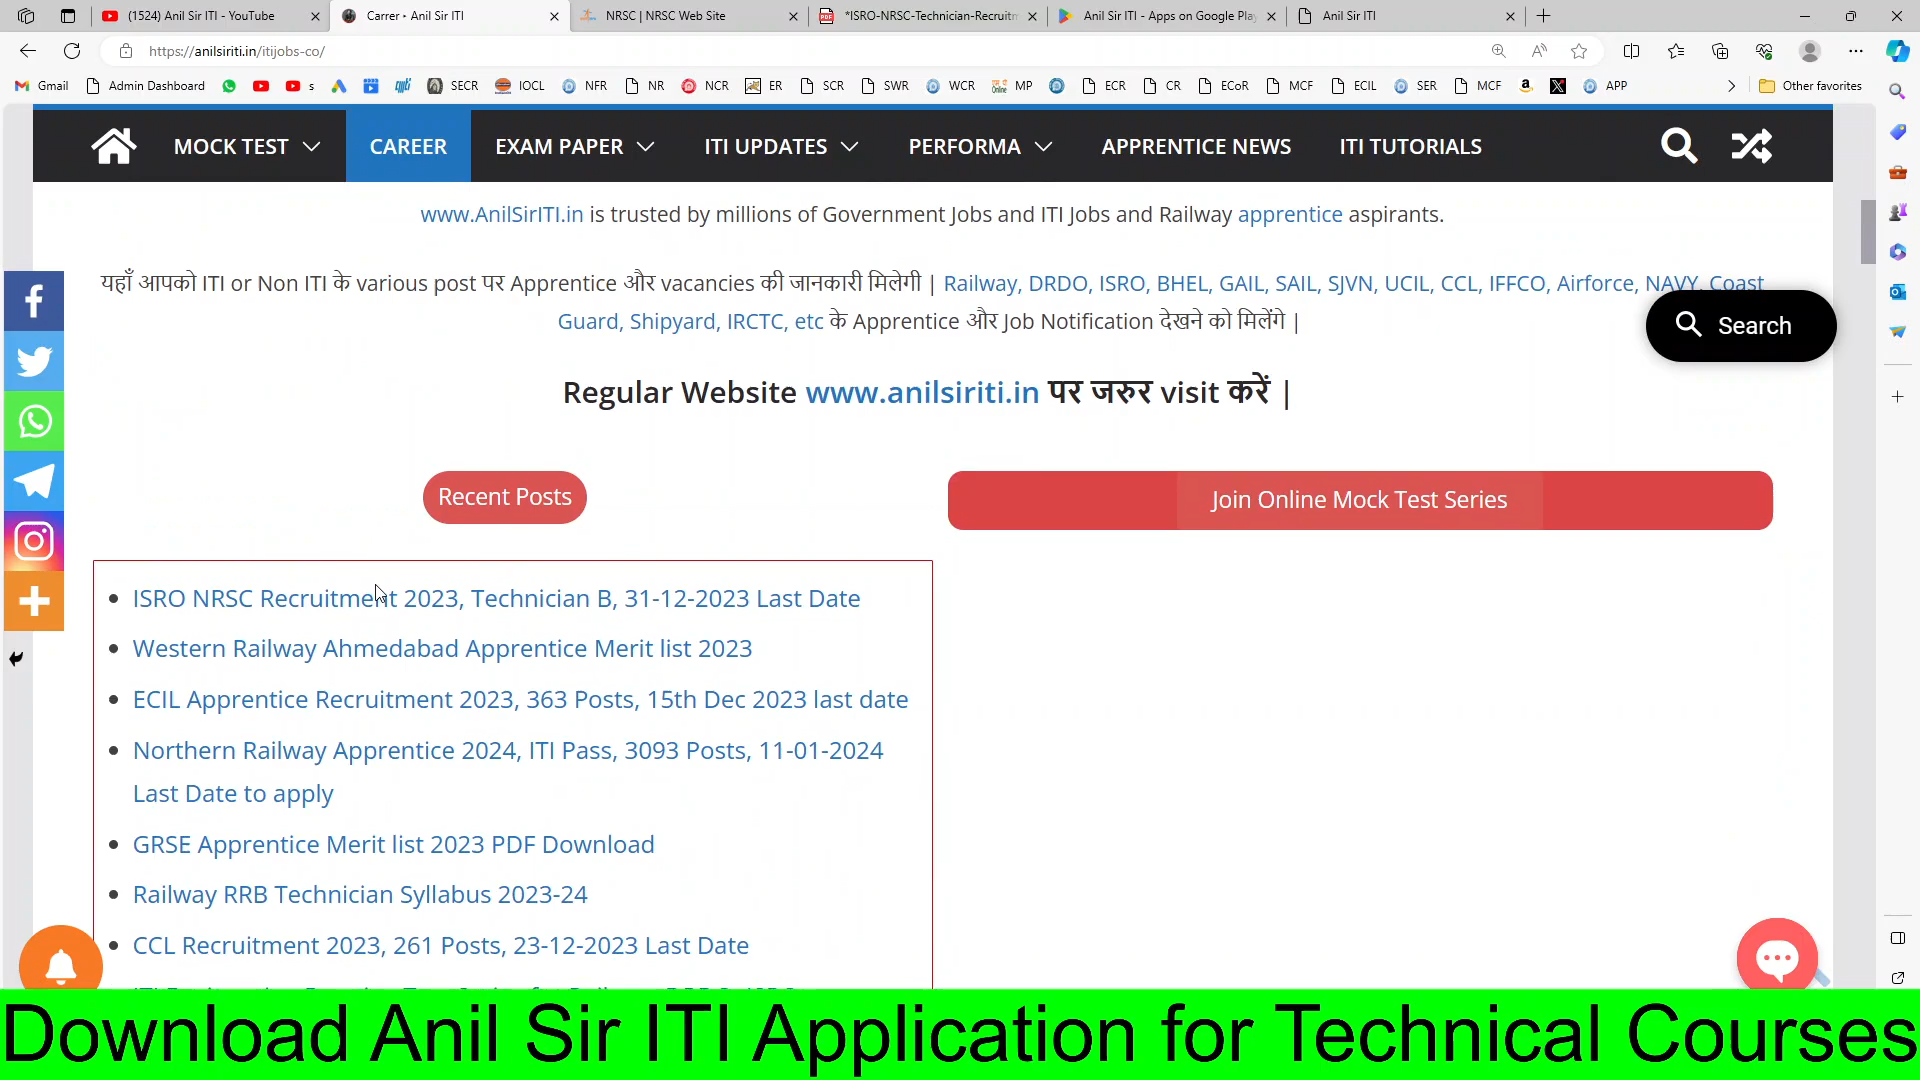 (1524) Anil Sir ITI - YouTube
Carrer • Anil Sir ITI
NRSC | NRSC Web Site
*ISRO-NRSC-Technician-Recruitm
Anil Sir ITI - Apps on Google Play
Anil Sir ITI
https://anilsiriti.in/itijobs-co/
Gmail Admin Dashboard s SECR IOCL NFR NR NCR ER SCR SWR WCR MP ECR CR ECoR MCF ECIL SER MCF APP Other favorites
MOCK TEST CAREER EXAM PAPER ITI UPDATES PERFORMA APPRENTICE NEWS ITI TUTORIALS
www.AnilSirITI.in is trusted by millions of Government Jobs and ITI Jobs and Railway apprentice aspirants.
यहाँ आपको ITI or Non ITI के various post पर Apprentice और vacancies की जानकारी मिलेगी | Railway, DRDO, ISRO, BHEL, GAIL, SAIL, SJVN, UCIL, CCL, IFFCO, Airforce, NAVY, Coast
Guard, Shipyard, IRCTC, etc के Apprentice और Job Notification देखने को मिलेंगे |
Search
Regular Website www.anilsiriti.in पर जरुर visit करें |
Recent Posts
Join Online Mock Test Series
ISRO NRSC Recruitment 2023, Technician B, 31-12-2023 Last Date
Western Railway Ahmedabad Apprentice Merit list 2023
ECIL Apprentice Recruitment 2023, 363 Posts, 15th Dec 2023 last date
Northern Railway Apprentice 2024, ITI Pass, 3093 Posts, 11-01-2024
Last Date to apply
GRSE Apprentice Merit list 2023 PDF Download
Railway RRB Technician Syllabus 2023-24
CCL Recruitment 2023, 261 Posts, 23-12-2023 Last Date
Download Anil Sir ITI Application for Technical Courses